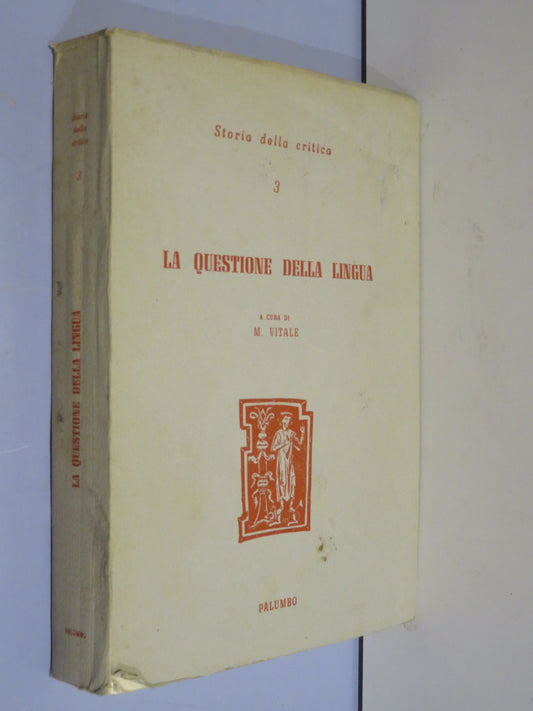 Storia della critica
3
LA QUESTIONE DELLA LINGUA
A CURA DI
M. VITALE
PALUMBO
Storia
della
critica
3
LA QUESTIONE DELLA LINGUA
PALUMBO